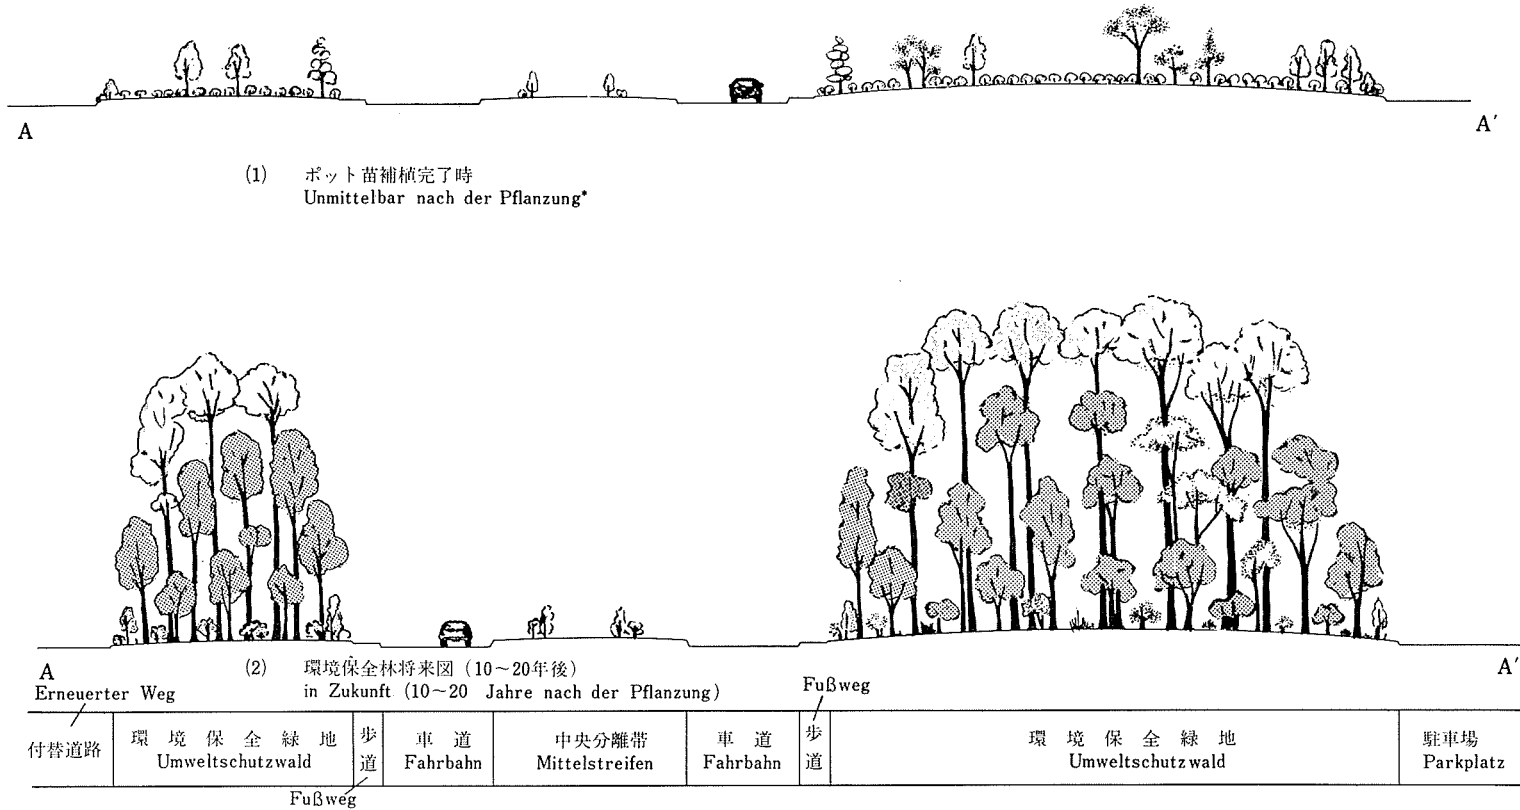 A
A′
(1) ポット苗補植完了時
Unmittelbar nach der Pflanzung*
A
A′
(2) 環境保全林将来図（10～20年後）
in Zukunft (10～20 Jahre nach der Pflanzung)
Erneuerter Weg
Fußweg
付替道路
環境保全緑地
Umweltschutzwald
歩道
車道
Fahrbahn
中央分離帯
Mittelstreifen
車道
Fahrbahn
歩道
環境保全緑地
Umweltschutzwald
駐車場
Parkplatz
Fußweg